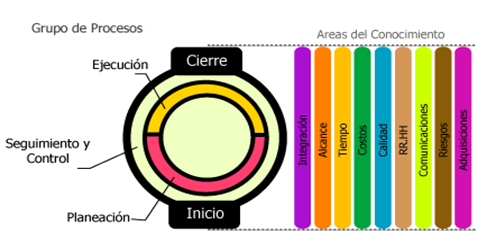 Grupo de Procesos
Areas del Conocimiento
Cierre
Ejecución
Seguimiento y
Control
Planeación
Inicio
Integración
Alcance
Tiempo
Costos
Calidad
RR.HH
Comunicaciones
Riesgos
Adquisiciones